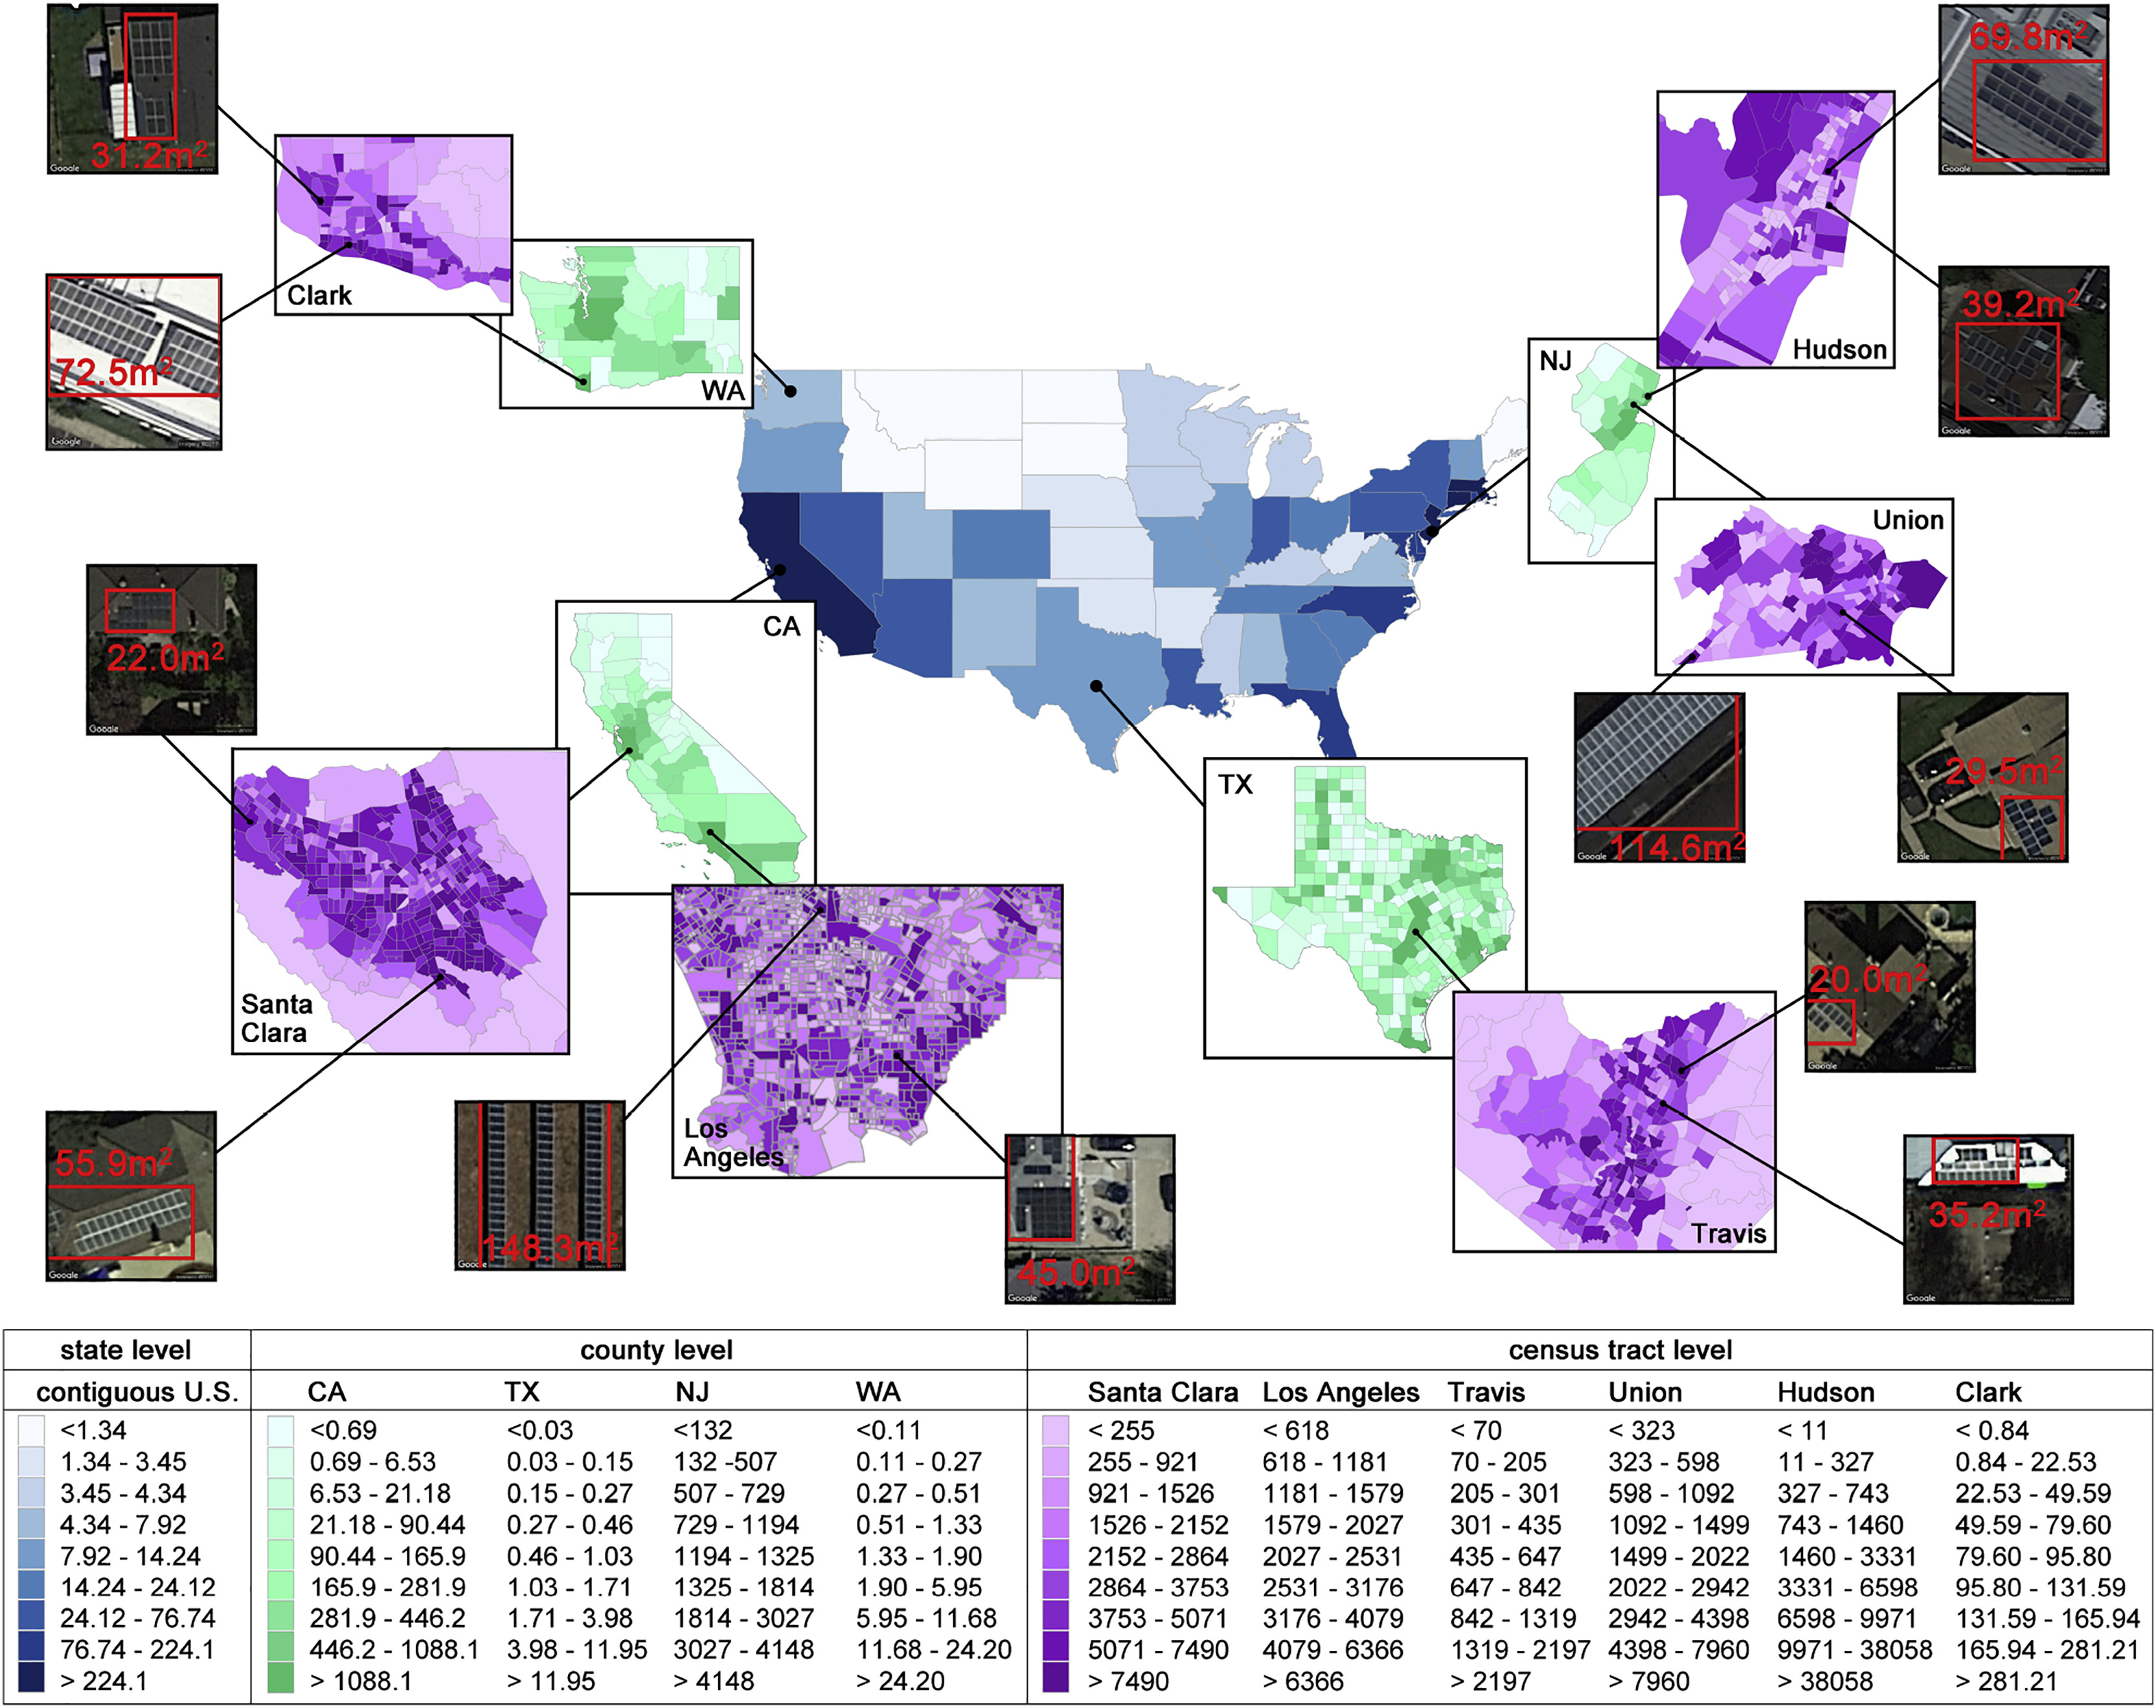 31.2m²
Google
72.5m²
Google
Clark
WA
69.8m²
Google
39.2m²
Google
Hudson
NJ
Union
114.6m²
Google
29.5m²
Google
22.0m²
Google
CA
Santa
Clara
55.9m²
Google
148.3m²
Google
Los
Angeles
45.0m²
Google
TX
20.0m²
Google
Travis
35.2m²
Google
state level county level census tract level
contiguous U.S. CA TX NJ WA Santa Clara Los Angeles Travis Union Hudson Clark
<1.34 <0.69 <0.03 <132 <0.11 < 255 < 618 < 70 < 323 < 11 < 0.84
1.34 - 3.45 0.69 - 6.53 0.03 - 0.15 132 -507 0.11 - 0.27 255 - 921 618 - 1181 70 - 205 323 - 598 11 - 327 0.84 - 22.53
3.45 - 4.34 6.53 - 21.18 0.15 - 0.27 507 - 729 0.27 - 0.51 921 - 1526 1181 - 1579 205 - 301 598 - 1092 327 - 743 22.53 - 49.59
4.34 - 7.92 21.18 - 90.44 0.27 - 0.46 729 - 1194 0.51 - 1.33 1526 - 2152 1579 - 2027 301 - 435 1092 - 1499 743 - 1460 49.59 - 79.60
7.92 - 14.24 90.44 - 165.9 0.46 - 1.03 1194 - 1325 1.33 - 1.90 2152 - 2864 2027 - 2531 435 - 647 1499 - 2022 1460 - 3331 79.60 - 95.80
14.24 - 24.12 165.9 - 281.9 1.03 - 1.71 1325 - 1814 1.90 - 5.95 2864 - 3753 2531 - 3176 647 - 842 2022 - 2942 3331 - 6598 95.80 - 131.59
24.12 - 76.74 281.9 - 446.2 1.71 - 3.98 1814 - 3027 5.95 - 11.68 3753 - 5071 3176 - 4079 842 - 1319 2942 - 4398 6598 - 9971 131.59 - 165.94
76.74 - 224.1 446.2 - 1088.1 3.98 - 11.95 3027 - 4148 11.68 - 24.20 5071 - 7490 4079 - 6366 1319 - 2197 4398 - 7960 9971 - 38058 165.94 - 281.21
> 224.1 > 1088.1 > 11.95 > 4148 > 24.20 > 7490 > 6366 > 2197 > 7960 > 38058 > 281.21